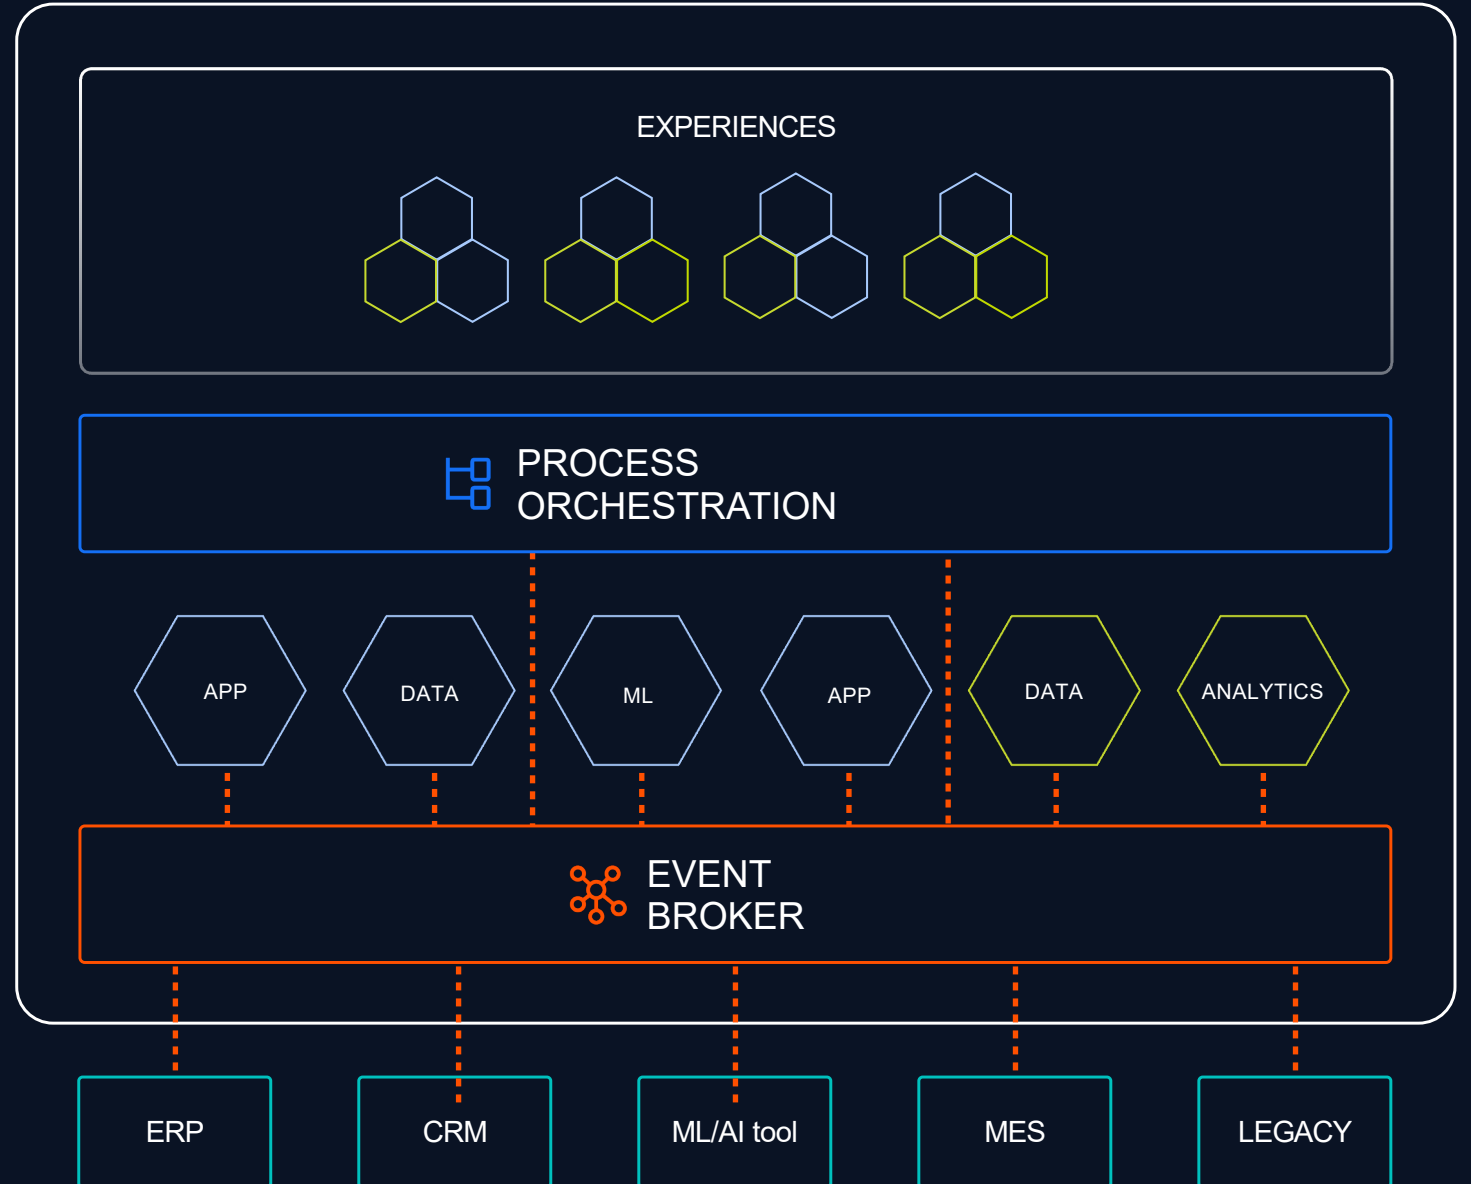 EXPERIENCES
PROCESS
ORCHESTRATION
APP
DATA
ML
APP
DATA
ANALYTICS
EVENT
BROKER
ERP
CRM
ML/AI tool
MES
LEGACY